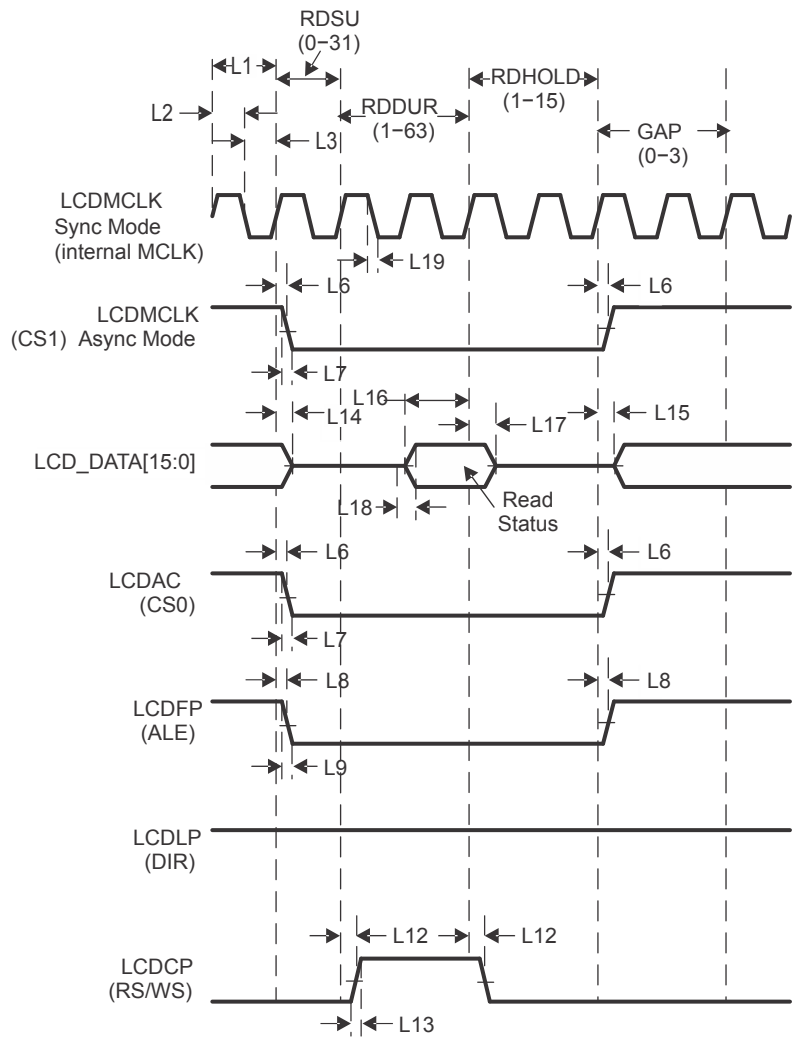 RDSU
(0−31)
L1
RDHOLD
(1−15)
L2
RDDUR
(1−63)
GAP
(0−3)
L3
LCDMCLK
Sync Mode
(internal MCLK)
L19
L6
L6
LCDMCLK
(CS1) Async Mode
L7
L16
L14
L17
L15
LCD_DATA[15:0]
L18
Read
Status
L6
L6
LCDAC
(CS0)
L7
L8
L8
LCDFP
(ALE)
L9
LCDLP
(DIR)
L12
L12
LCDCP
(RS/WS)
L13